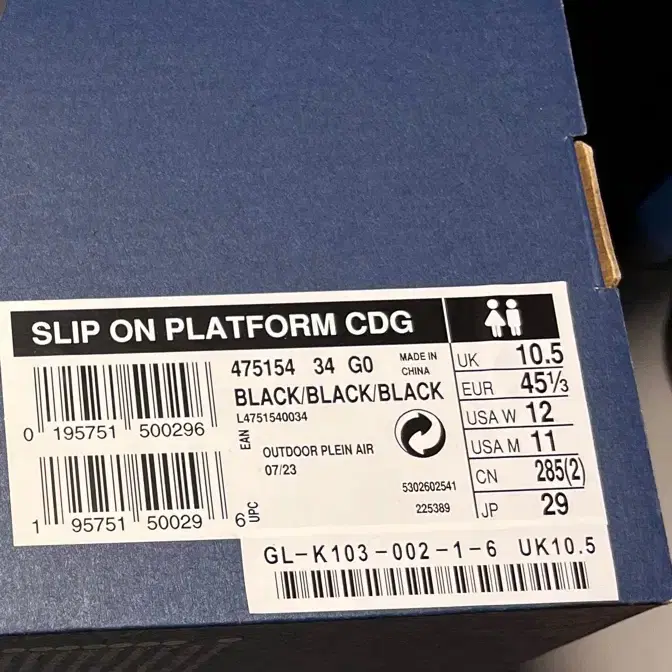 SLIP ON PLATFORM CDG
475154 34 G0
MADE IN
CHINA
BLACK/BLACK/BLACK
L4751540034
0 195751 500296
EAN
OUTDOOR PLEIN AIR
07/23
5302602541
225389
1 95751 50029 6
UPC
UK 10.5
EUR 45⅓
USA W 12
USA M 11
CN 285(2)
JP 29
GL-K103-002-1-6 UK10.5